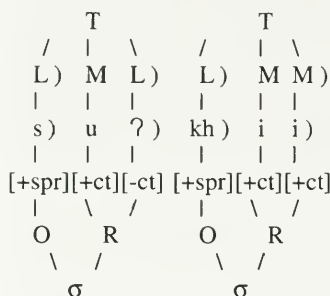 T T
/ | \ / | \
L) M L) L) M M)
| | | | | |
s) u ʔ) kh) i i)
| | | | | |
[+spr][+ct][-ct] [+spr][+ct][+ct]
| \ / | \ /
O R O R
\ / \ /
σ σ